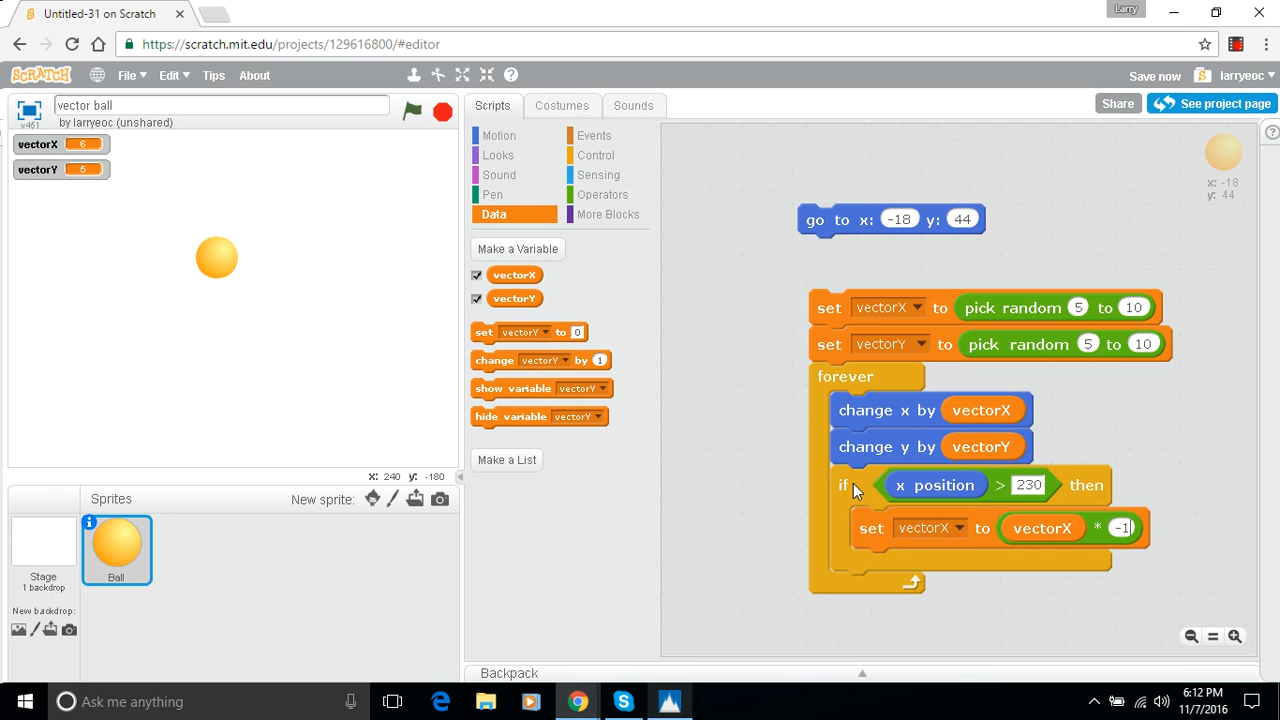 Untitled-31 on Scratch
Larry
https://scratch.mit.edu/projects/129616800/#editor
SCRATCH File Edit Tips About Save now larryeoc
vector ball
by larryeoc (unshared)
v451
Scripts Costumes Sounds
Share See project page
vectorX 6
vectorY 6
Motion Events
Looks Control
Sound Sensing
Pen Operators
Data More Blocks
Make a Variable
vectorX
vectorY
set vectorY to 0
change vectorY by 1
show variable vectorY
hide variable vectorY
Make a List
x: -18
y: 44
go to x: -18 y: 44
set vectorX to pick random 5 to 10
set vectorY to pick random 5 to 10
forever
change x by vectorX
change y by vectorY
if x position > 230 then
set vectorX to vectorX * -1
x: 240 y: -180
Sprites New sprite:
Stage
1 backdrop
New backdrop:
Ball
Backpack
Ask me anything
6:12 PM
11/7/2016